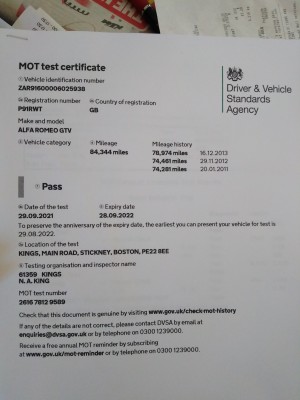 MOT test certificate
Vehicle identification number
ZAR91600006025938
Registration number Country of registration
P91RWT GB
Make and model
ALFA ROMEO GTV
Vehicle category Mileage Mileage history
84,344 miles 78,974 miles 16.12.2013
74,461 miles 29.11.2012
74,281 miles 20.01.2011
Driver & Vehicle
Standards
Agency
Pass
Date of the test Expiry date
29.09.2021 28.09.2022
To preserve the anniversary of the expiry date, the earliest you can present your vehicle for test is
29.08.2022.
Location of the test
KINGS, MAIN ROAD, STICKNEY, BOSTON, PE22 8EE
Testing organisation and inspector name
61359 KINGS
N. A. KING
MOT test number
2616 7812 9589
Check that this document is genuine by visiting www.gov.uk/check-mot-history
If any of the details are not correct, please contact DVSA by email at
enquiries@dvsa.gov.uk or by telephone on 0300 1239000.
Receive a free annual MOT reminder by subscribing
at www.gov.uk/mot-reminder or by telephone on 0300 1239000.